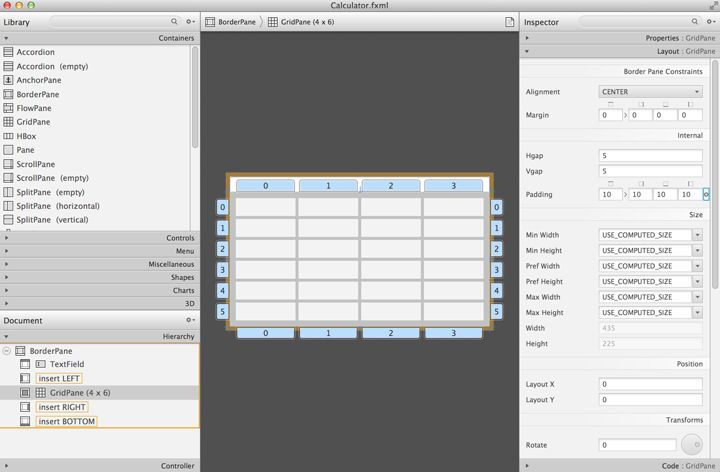 Calculator.fxml
Library
Containers
Accordion
Accordion (empty)
AnchorPane
BorderPane
FlowPane
GridPane
HBox
Pane
ScrollPane
ScrollPane (empty)
SplitPane (empty)
SplitPane (horizontal)
SplitPane (vertical)
Controls
Menu
Miscellaneous
Shapes
Charts
3D
Document
Hierarchy
BorderPane
TextField
insert LEFT
GridPane (4 x 6)
insert RIGHT
insert BOTTOM
Controller
BorderPane GridPane (4 x 6)
0 1 2 3
0 0
1 1
2 2
3 3
4 4
5 5
0 1 2 3
Inspector
Properties : GridPane
Layout : GridPane
Border Pane Constraints
Alignment CENTER
Margin 0 0 0 0
Internal
Hgap 5
Vgap 5
Padding 10 10 10 10
Size
Min Width USE_COMPUTED_SIZE
Min Height USE_COMPUTED_SIZE
Pref Width USE_COMPUTED_SIZE
Pref Height USE_COMPUTED_SIZE
Max Width USE_COMPUTED_SIZE
Max Height USE_COMPUTED_SIZE
Width 435
Height 225
Position
Layout X 0
Layout Y 0
Transforms
Rotate 0
Code : GridPane